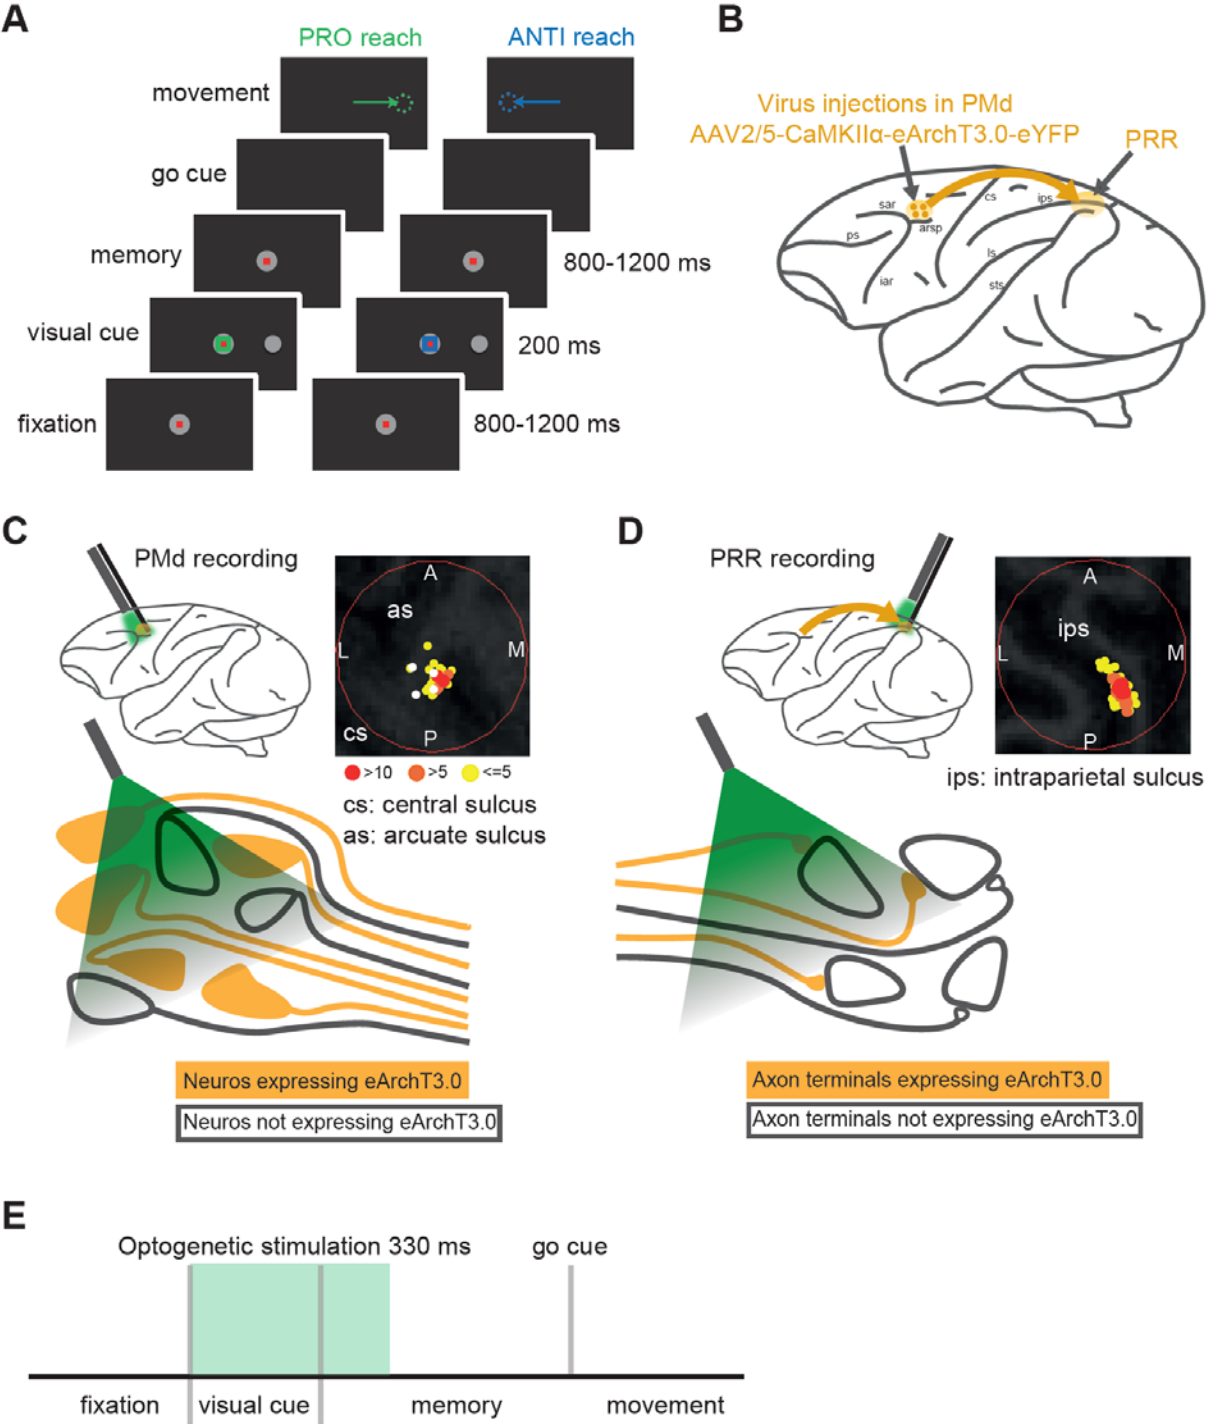 A
PRO reach
ANTI reach
movement
go cue
memory
800-1200 ms
visual cue
200 ms
fixation
800-1200 ms
B
Virus injections in PMd
AAV2/5-CaMKIIα-eArchT3.0-eYFP
PRR
sar
cs
ips
arsp
ps
ls
iar
sts
C
PMd recording
A
as
L
M
cs
P
>10
>5
<=5
cs: central sulcus
as: arcuate sulcus
Neuros expressing eArchT3.0
Neuros not expressing eArchT3.0
D
PRR recording
A
ips
L
M
P
ips: intraparietal sulcus
Axon terminals expressing eArchT3.0
Axon terminals not expressing eArchT3.0
E
Optogenetic stimulation 330 ms
go cue
fixation
visual cue
memory
movement